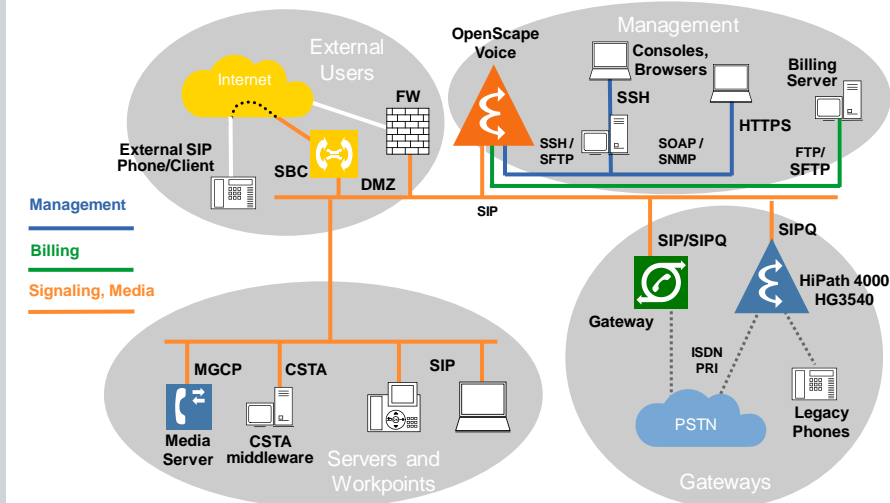 External
Users
Internet
FW
External SIP
Phone/Client
SBC
DMZ
Management
OpenScape
Voice
Consoles,
Browsers
Billing
Server
SSH
HTTPS
SSH /
SFTP
SOAP /
SNMP
FTP/
SFTP
SIP
Management
Billing
Signaling, Media
SIP/SIPQ
SIPQ
Gateway
HiPath 4000
HG3540
ISDN
PRI
PSTN
Legacy
Phones
Gateways
MGCP
CSTA
SIP
Media
Server
CSTA
middleware
Servers and
Workpoints